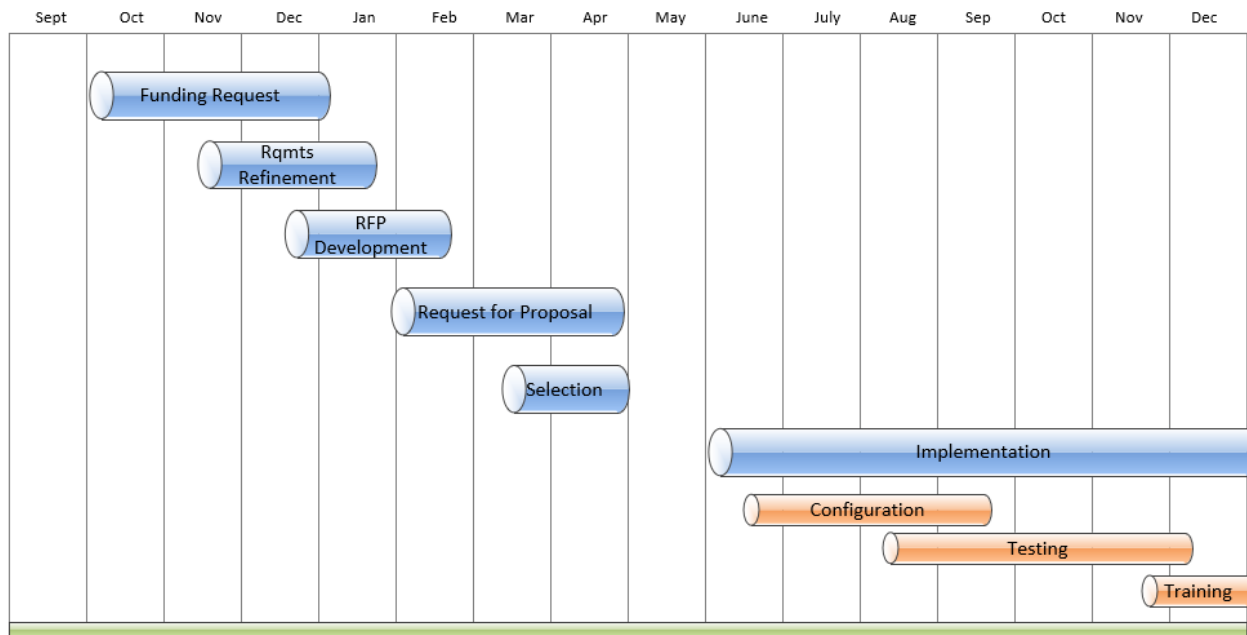 Sept Oct Nov Dec Jan Feb Mar Apr May June July Aug Sep Oct Nov Dec
Funding Request
Rqmts
Refinement
RFP
Development
Request for Proposal
Selection
Implementation
Configuration
Testing
Training